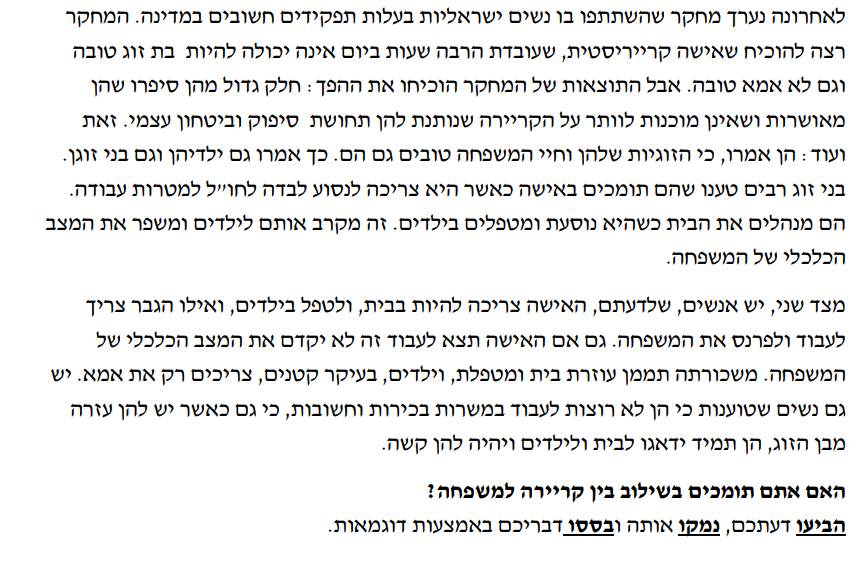 לאחרונה נערך מחקר שהשתתפו בו נשים ישראליות בעלות תפקידים חשובים במדינה. המחקר
רצה להוכיח שאישה קרייריסטית, שעובדת הרבה שעות ביום אינה יכולה להיות בת זוג טובה
וגם לא אמא טובה. אבל התוצאות של המחקר הוכיחו את ההפך: חלק גדול מהן סיפרו שהן
מאושרות ושאינן מוכנות לוותר על הקריירה שנותנת להן תחושת סיפוק וביטחון עצמי. זאת
ועוד: הן אמרו, כי הזוגיות שלהן וחיי המשפחה טובים גם הם. כך אמרו גם ילדיהן וגם בני זוגן.
בני זוג רבים טענו שהם תומכים באישה כאשר היא צריכה לנסוע לבדה לחו״ל למטרות עבודה.
הם מנהלים את הבית כשהיא נוסעת ומטפלים בילדים. זה מקרב אותם לילדים ומשפר את המצב
הכלכלי של המשפחה.
מצד שני, יש אנשים, שלדעתם, האישה צריכה להיות בבית, ולטפל בילדים, ואילו הגבר צריך
לעבוד ולפרנס את המשפחה. גם אם האישה תצא לעבוד זה לא יקדם את המצב הכלכלי של
המשפחה. משכורתה תממן עוזרת בית ומטפלת, וילדים, בעיקר קטנים, צריכים רק את אמא. יש
גם נשים שטוענות כי הן לא רוצות לעבוד במשרות בכירות וחשובות, כי גם כאשר יש להן עזרה
מבן הזוג, הן תמיד ידאגו לבית ולילדים ויהיה להן קשה.
האם אתם תומכים בשילוב בין קריירה למשפחה?
הביעו דעתכם, נמקו אותה ובססו דבריכם באמצעות דוגמאות.